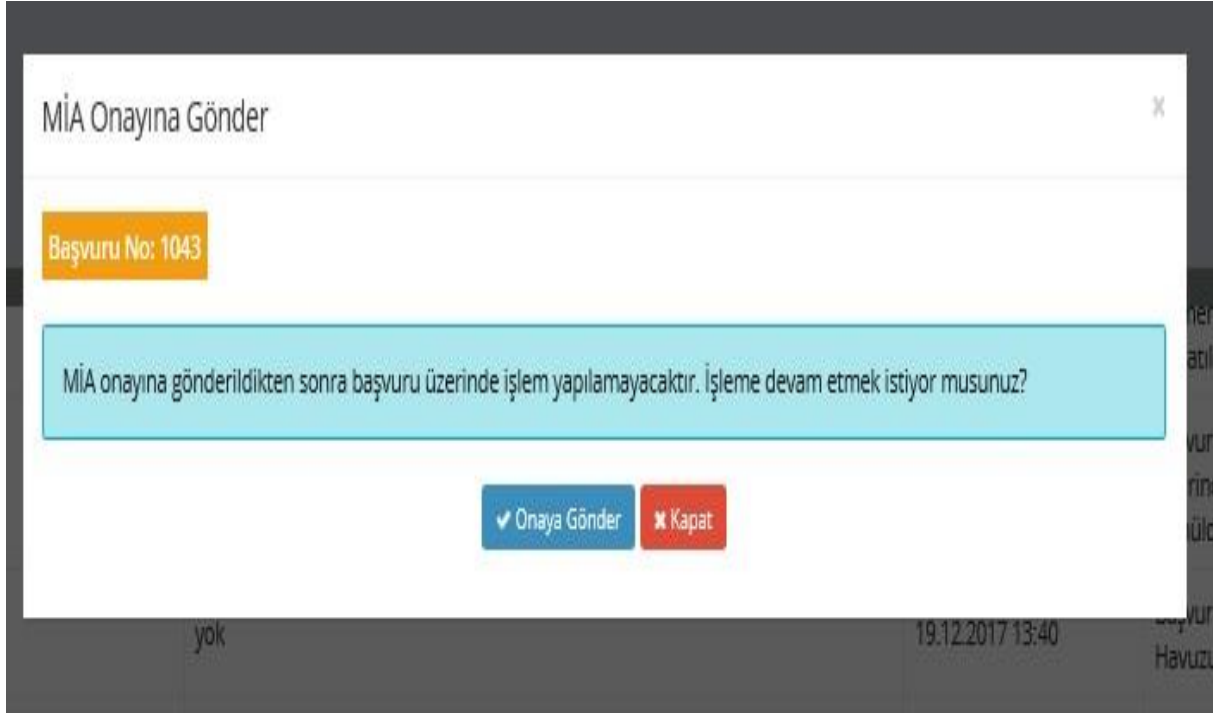 MİA Onayına Gönder
Başvuru No: 1043
MİA onayına gönderildikten sonra başvuru üzerinde işlem yapılamayacaktır. İşleme devam etmek istiyor musunuz?
Onaya Gönder
Kapat
yok
19.12.2017 13:40